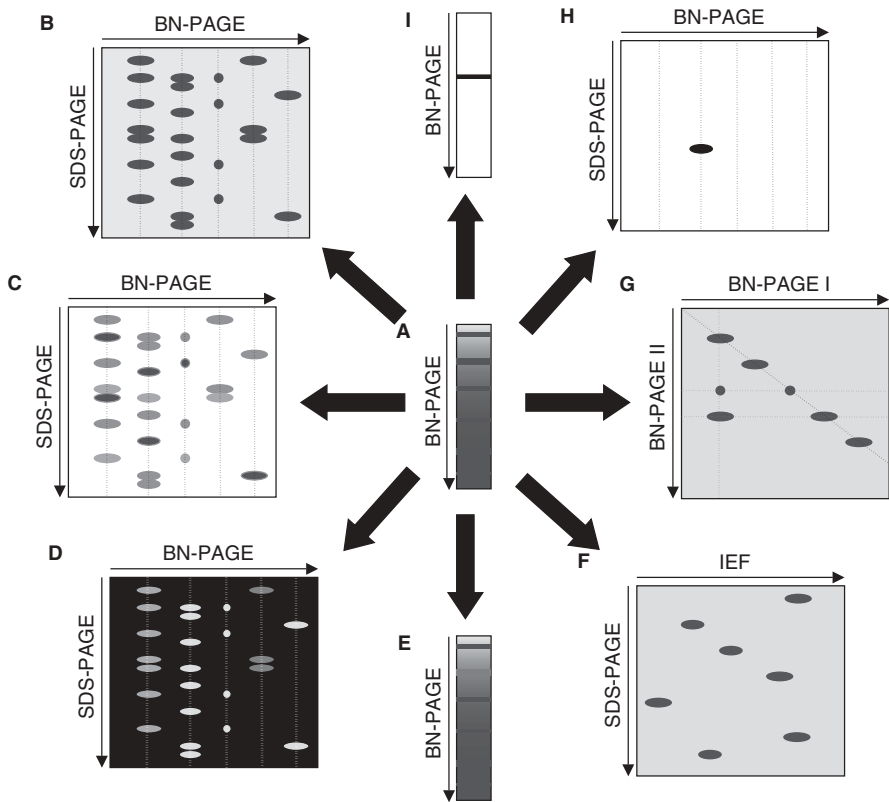 B
BN-PAGE
SDS-PAGE
I
BN-PAGE
H
BN-PAGE
SDS-PAGE
C
BN-PAGE
SDS-PAGE
A
BN-PAGE
G
BN-PAGE I
BN-PAGE II
D
BN-PAGE
SDS-PAGE
E
BN-PAGE
F
IEF
SDS-PAGE